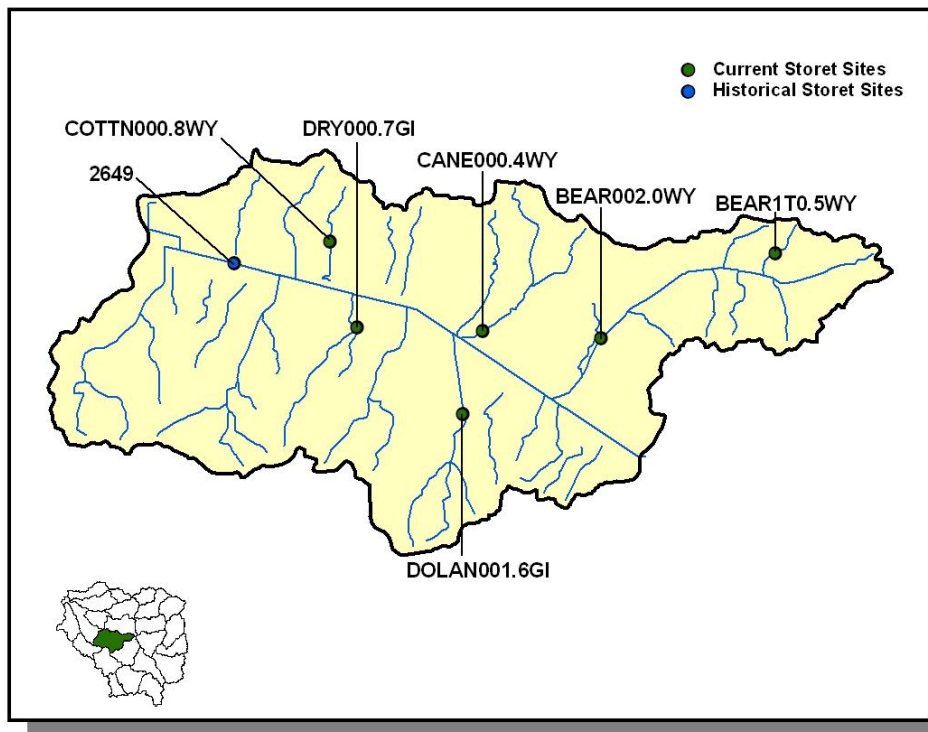 Current Storet Sites
Historical Storet Sites
COTTN000.8WY
DRY000.7GI
CANE000.4WY
2649
BEAR002.0WY
BEAR1T0.5WY
DOLAN001.6GI